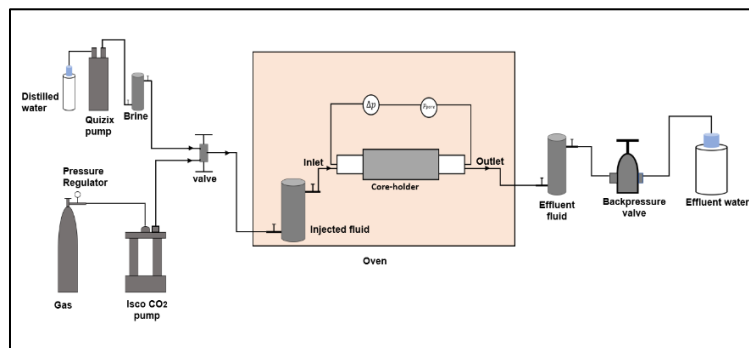 Distilled
water
Quizix
pump
Brine
valve
Pressure
Regulator
Gas
Isco CO2
pump
Δp
Inlet
Outlet
Core-holder
Injected fluid
Oven
Effluent
fluid
Backpressure
valve
Effluent water